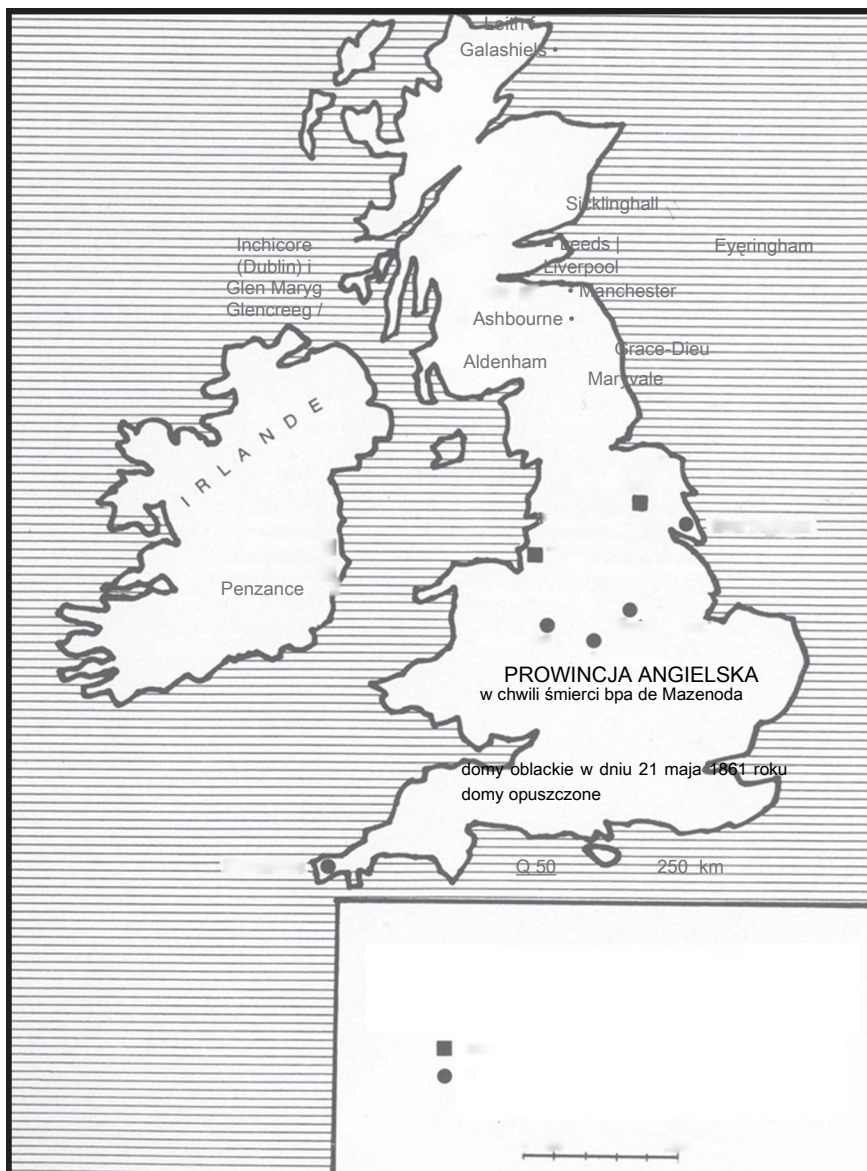 Leith f
Galashiels •
Sicklinghall
■ Leeds |
Liverpool
• Manchester
Eyęringham
Inchicore
(Dublin) i
Glen Maryg
Glencreeg /
Ashbourne •
Grace-Dieu
Aldenham
Maryvale
IRLANDE
Penzance
PROWINCJA ANGIELSKA
w chwili śmierci bpa de Mazenoda
domy oblackie w dniu 21 maja 1861 roku
domy opuszczone
Q 50 250 km